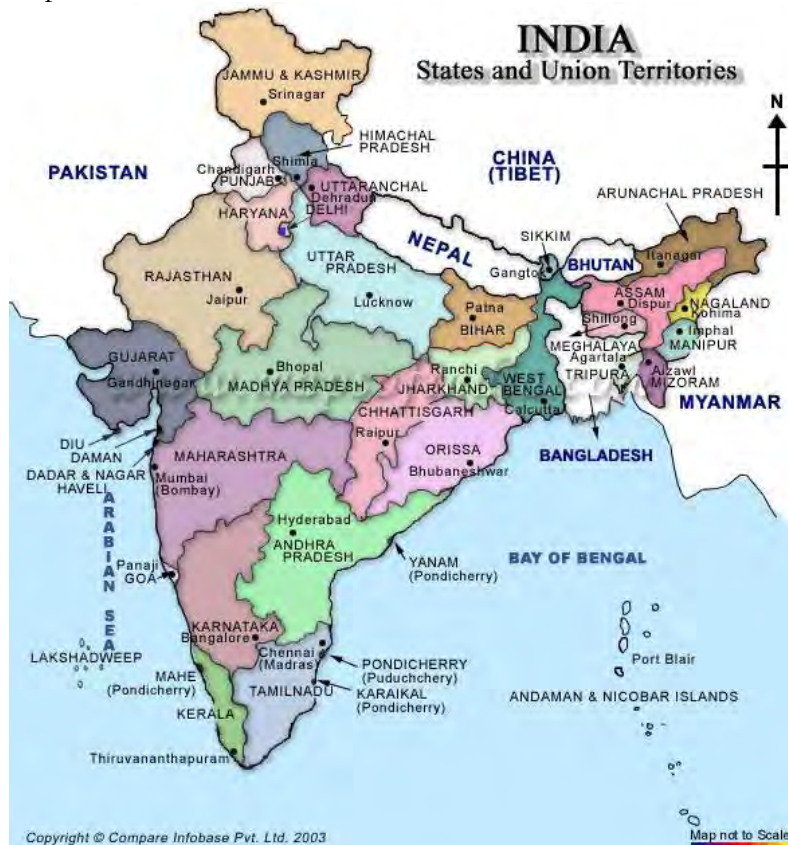 INDIA
States and Union Territories
N
JAMMU & KASHMIR
Srinagar
HIMACHAL
PRADESH
PAKISTAN
CHINA
(TIBET)
Chandigarh
Shimla
PUNJAB
UTTARANCHAL
Dehradun
ARUNACHAL PRADESH
HARYANA
DELHI
NEPAL
SIKKIM
Itanagar
UTTAR
PRADESH
Gangtok
BHUTAN
RAJASTHAN
Jaipur
Lucknow
Patna
BIHAR
ASSAM
Dispur
NAGALAND
Kohima
Shillong
Imphal
MANIPUR
MEGHALAYA
GUJARAT
Gandhinagar
Bhopal
MADHYA PRADESH
Ranchi
JHARKHAND
WEST
BENGAL
Agartala
TRIPURA
Aizawl
MIZORAM
CHHATTISGARH
Calcutta
MYANMAR
Raipur
DIU
DAMAN
MAHARASHTRA
ORISSA
BANGLADESH
DADAR & NAGAR
HAVELI
Mumbai
(Bombay)
Bhubaneshwar
ARABIAN SEA
Hyderabad
ANDHRA
PRADESH
YANAM
(Pondicherry)
BAY OF BENGAL
Panaji
GOA
KARNATAKA
Bangalore
Chennai
(Madras)
LAKSHADWEEP
MAHE
(Pondicherry)
PONDICHERRY
(Puduchchery)
Port Blair
TAMILNADU
KARAIKAL
(Pondicherry)
ANDAMAN & NICOBAR ISLANDS
KERALA
Thiruvananthapuram
Copyright © Compare Infobase Pvt. Ltd. 2003
Map not to Scale